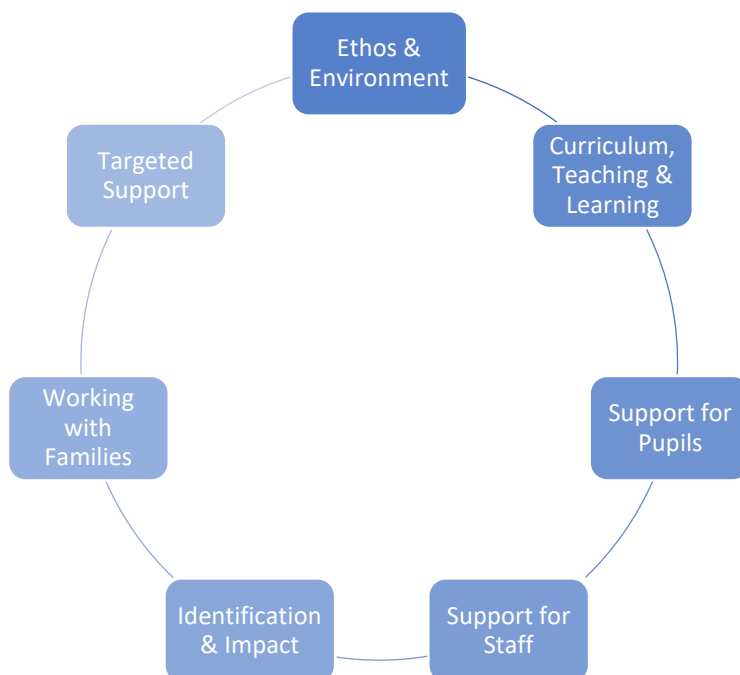 Ethos &
Environment
Curriculum,
Teaching &
Learning
Support for
Pupils
Support for
Staff
Identification
& Impact
Working
with
Families
Targeted
Support